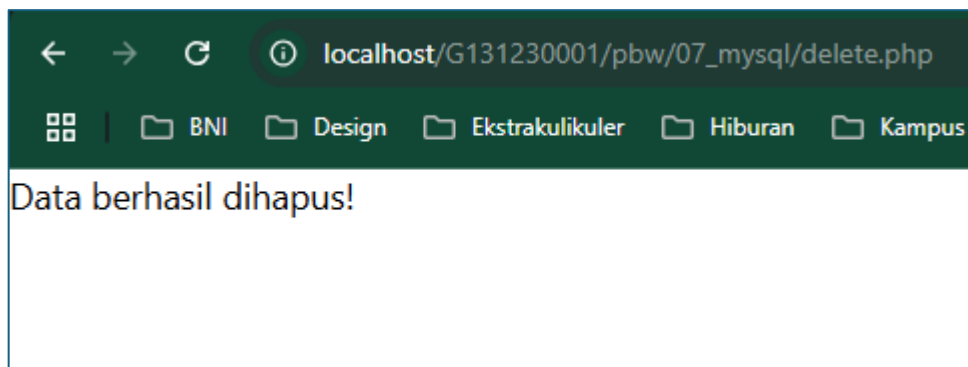 localhost/G131230001/pbw/07_mysql/delete.php
BNI Design Ekstrakulikuler Hiburan Kampus
Data berhasil dihapus!